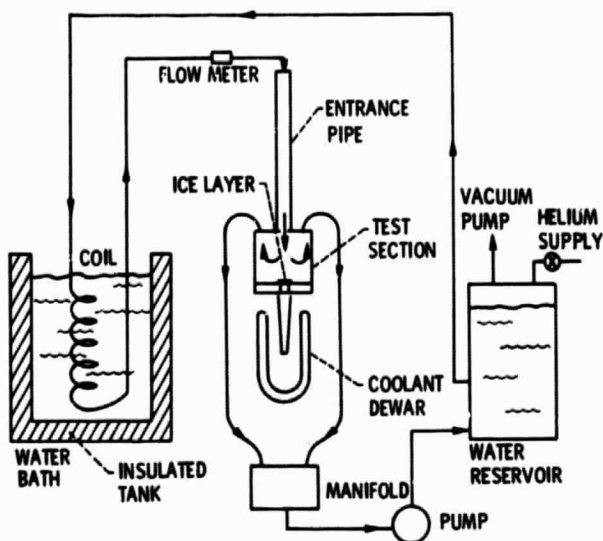 FLOW METER
ENTRANCE
PIPE
ICE LAYER
VACUUM
PUMP
HELIUM
SUPPLY
TEST
SECTION
COIL
COOLANT
DEWAR
WATER
BATH
INSULATED
TANK
MANIFOLD
WATER
RESERVOIR
PUMP